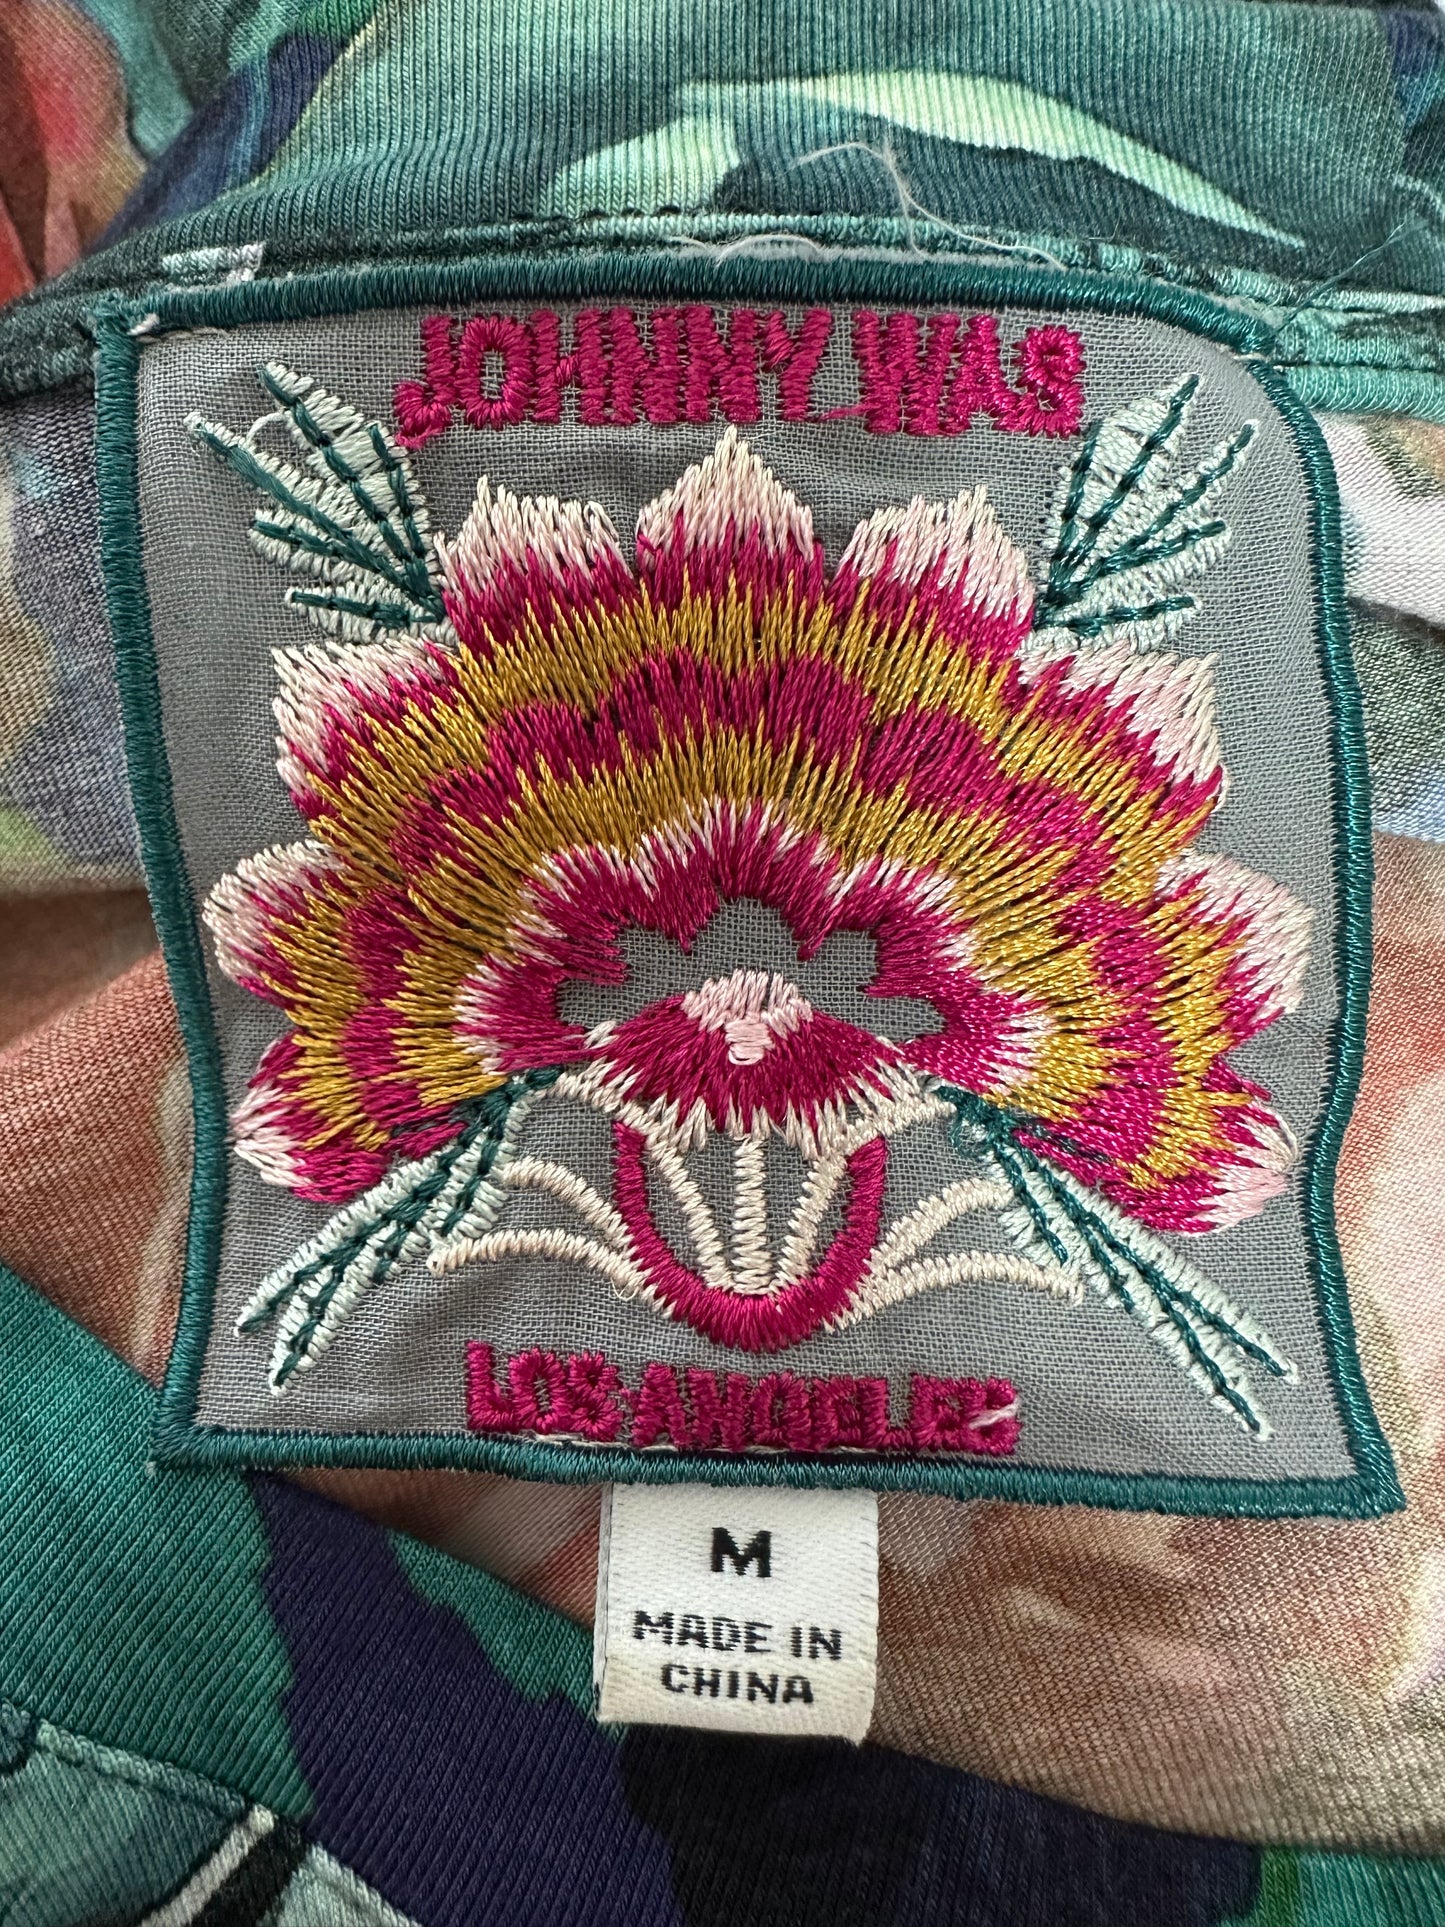 JOHNNY WAS
LOS ANGELES
M
MADE IN
CHINA